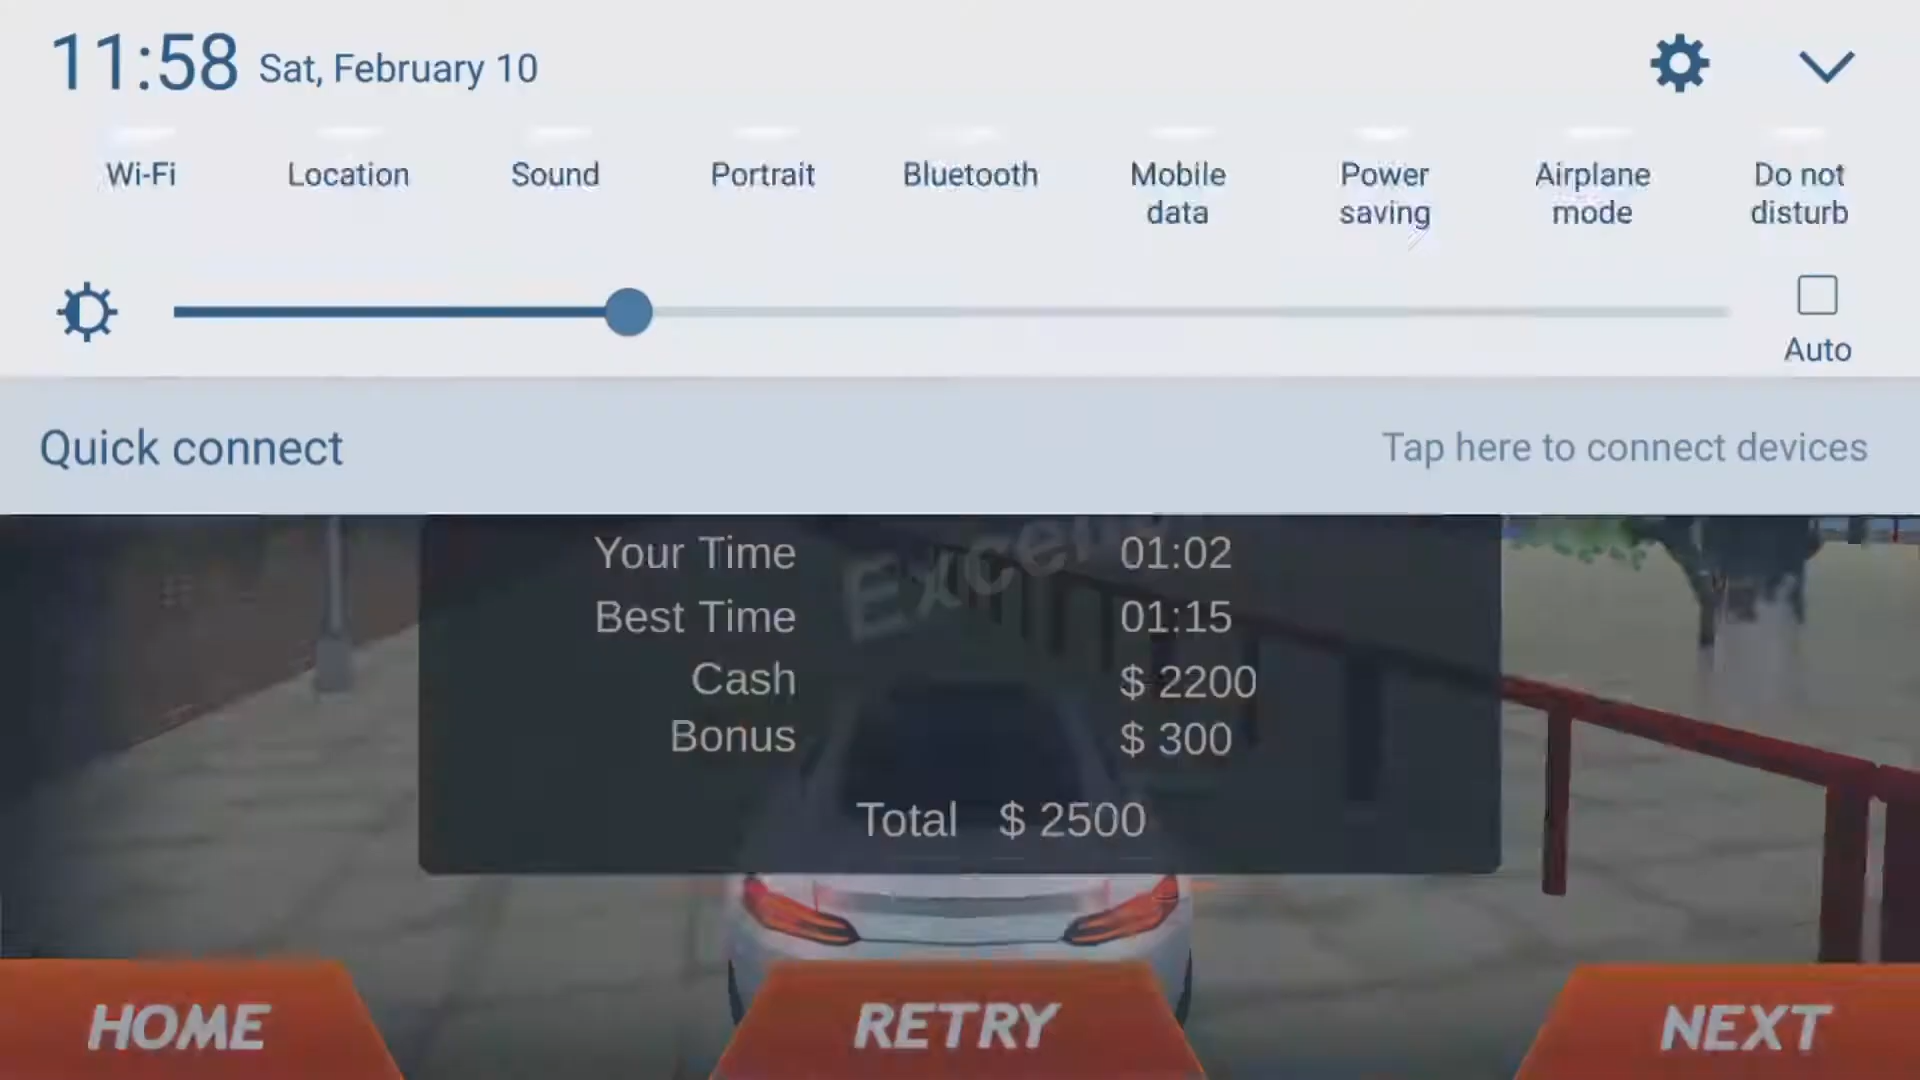 11:58 Sat, February 10
Wi-Fi Location Sound Portrait Bluetooth Mobile data Power saving Airplane mode Do not disturb
Auto
Quick connect Tap here to connect devices
Your Time 01:02
Best Time 01:15
Cash $ 2200
Bonus $ 300
Total $ 2500
HOME RETRY NEXT